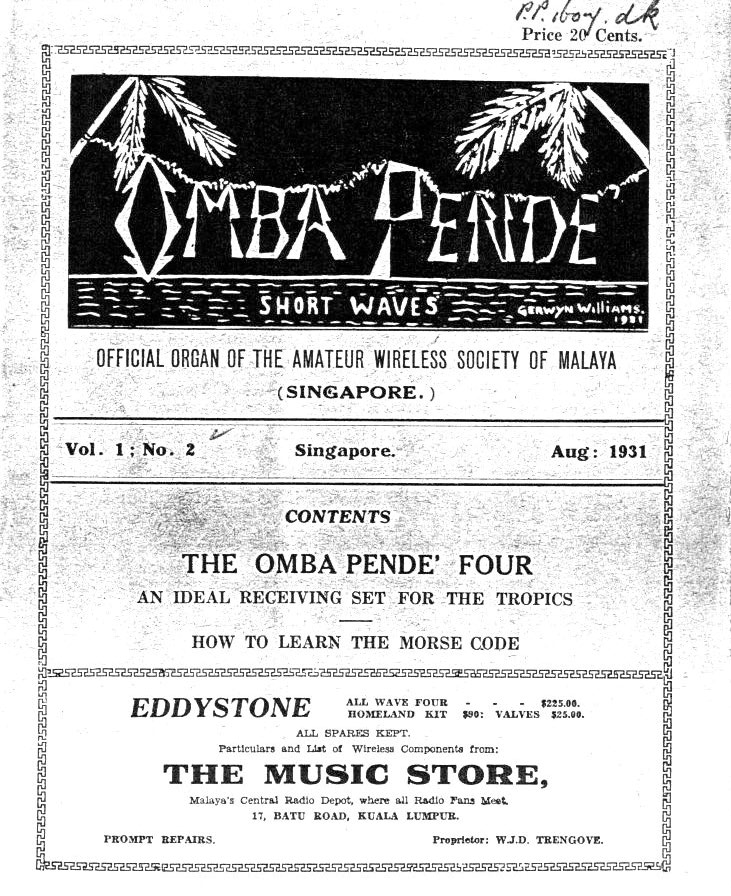 Price 20 Cents.
OMBA PENDE'
SHORT WAVES
GERWYN WILLIAMS.
1931
OFFICIAL ORGAN OF THE AMATEUR WIRELESS SOCIETY OF MALAYA
(SINGAPORE.)
Vol. 1; No. 2 Singapore. Aug: 1931
CONTENTS
THE OMBA PENDE' FOUR
AN IDEAL RECEIVING SET FOR THE TROPICS
HOW TO LEARN THE MORSE CODE
EDDYSTONE ALL WAVE FOUR - - - $225.00.
HOMELAND KIT $90: VALVES $25.00.
ALL SPARES KEPT.
Particulars and List of Wireless Components from:
THE MUSIC STORE,
Malaya's Central Radio Depot, where all Radio Fans Meet.
17, BATU ROAD, KUALA LUMPUR.
PROMPT REPAIRS. Proprietor: W.J.D. TRENGOVE.